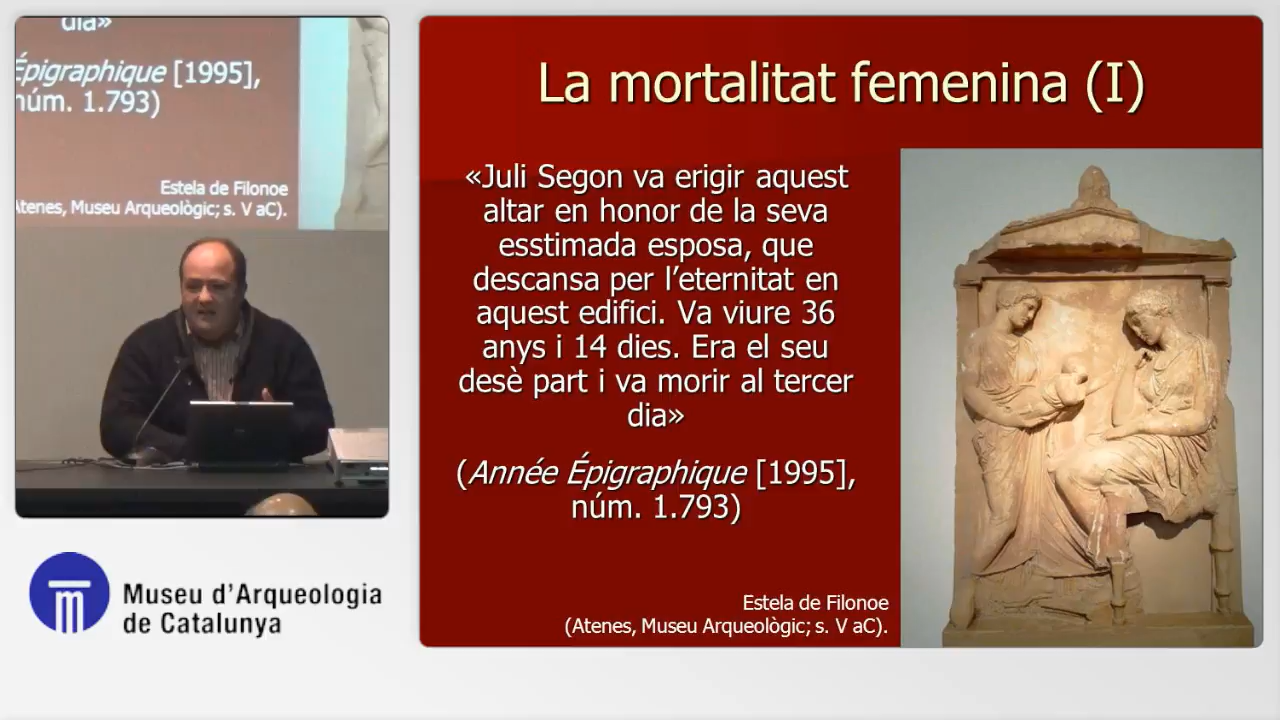 dia»
Épigraphique [1995],
núm. 1.793)
Estela de Filonoe
Atenes, Museu Arqueològic; s. V aC).
Museu d'Arqueologia
de Catalunya
La mortalitat femenina (I)
«Juli Segon va erigir aquest
altar en honor de la seva
esstimada esposa, que
descansa per l'eternitat en
aquest edifici. Va viure 36
anys i 14 dies. Era el seu
desè part i va morir al tercer
dia»
(Année Épigraphique [1995],
núm. 1.793)
Estela de Filonoe
(Atenes, Museu Arqueològic; s. V aC).